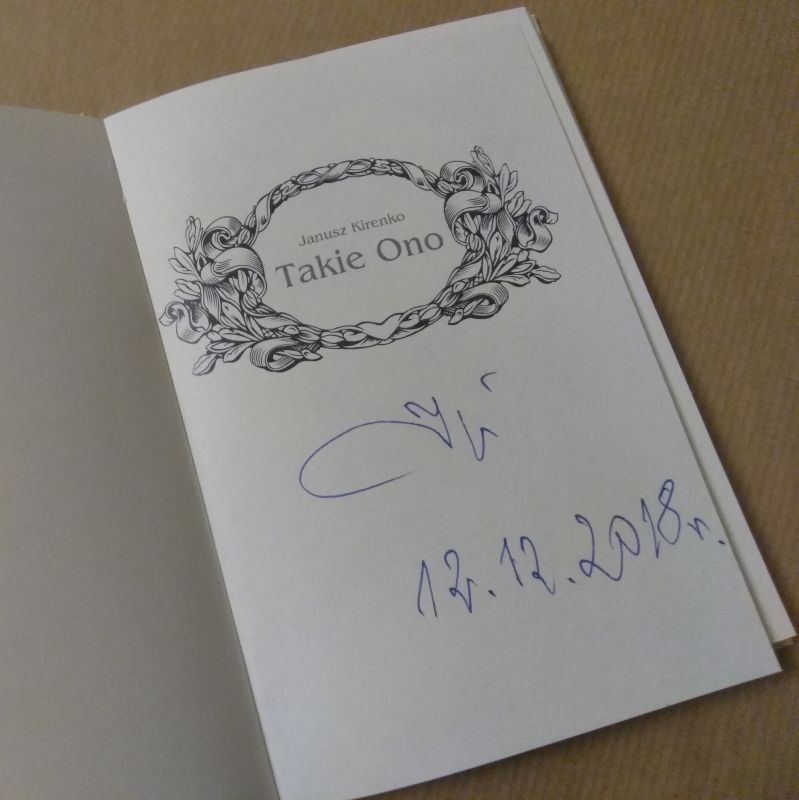 Janusz Kirenko
Takie Ono
12.12.2018r.